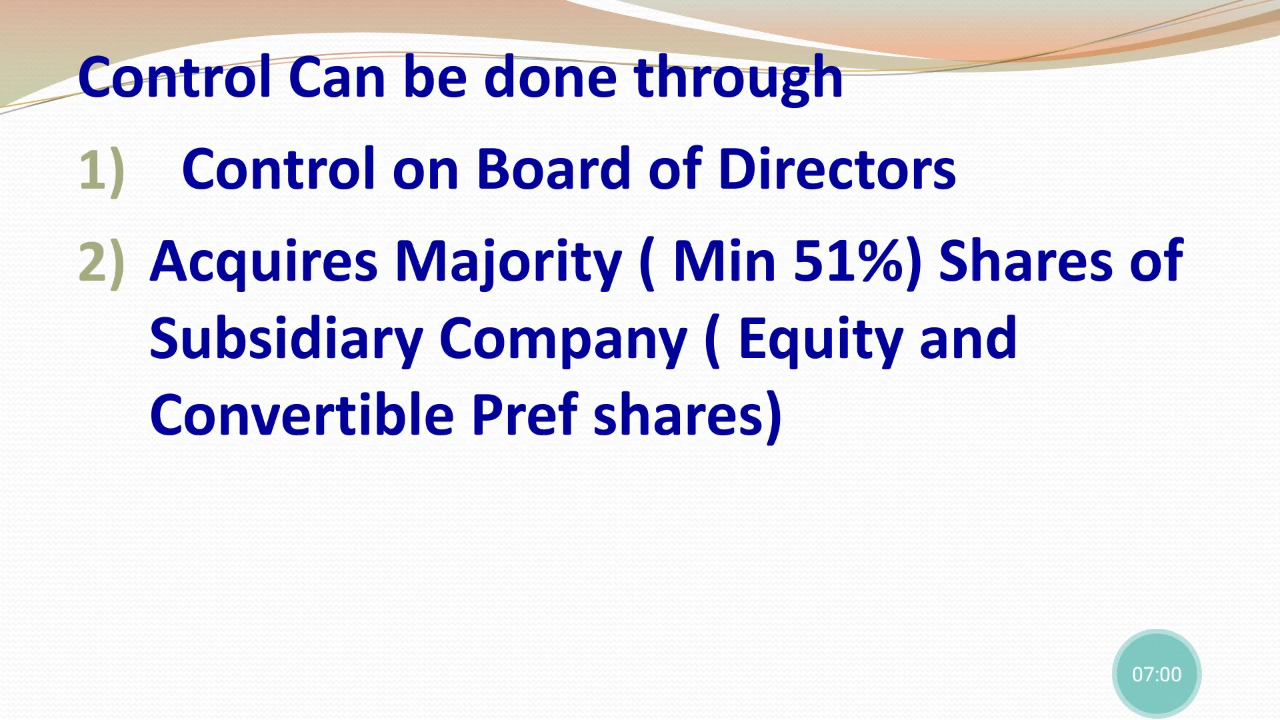 Control Can be done through
1) Control on Board of Directors
2) Acquires Majority ( Min 51%) Shares of
Subsidiary Company ( Equity and
Convertible Pref shares)
07:00